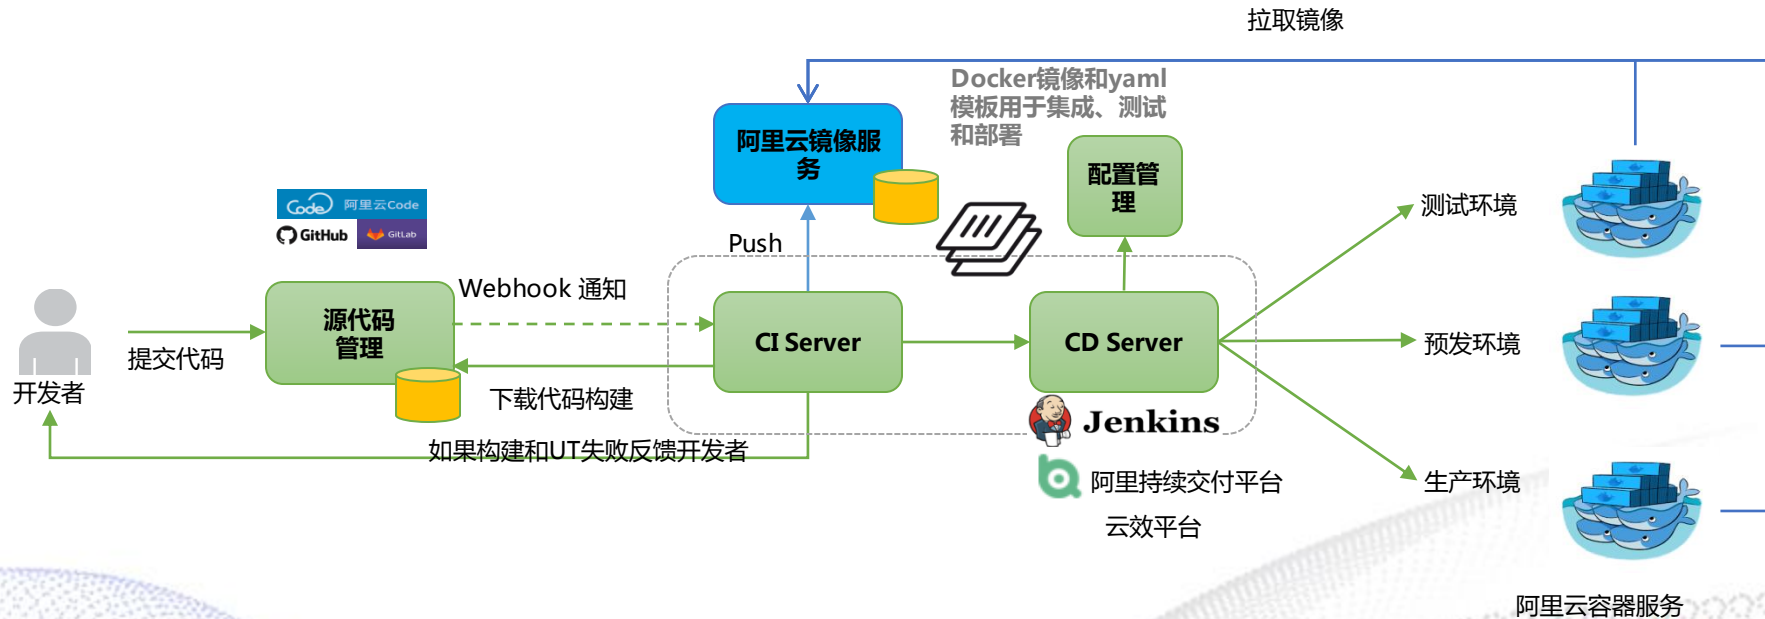 拉取镜像
Docker镜像和yaml
模板用于集成、测试
和部署
阿里云镜像服
务
配置管
理
Code 阿里云Code
GitHub GitLab
测试环境
Push
Webhook 通知
源代码
管理
CI Server
CD Server
预发环境
提交代码
开发者
下载代码构建
Jenkins
如果构建和UT失败反馈开发者
阿里持续交付平台
云效平台
生产环境
阿里云容器服务